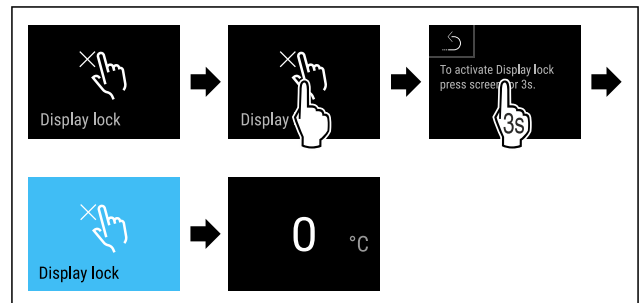 Display lock
Display
To activate Display lock
press screen for 3s.
3s
Display lock
0 °C